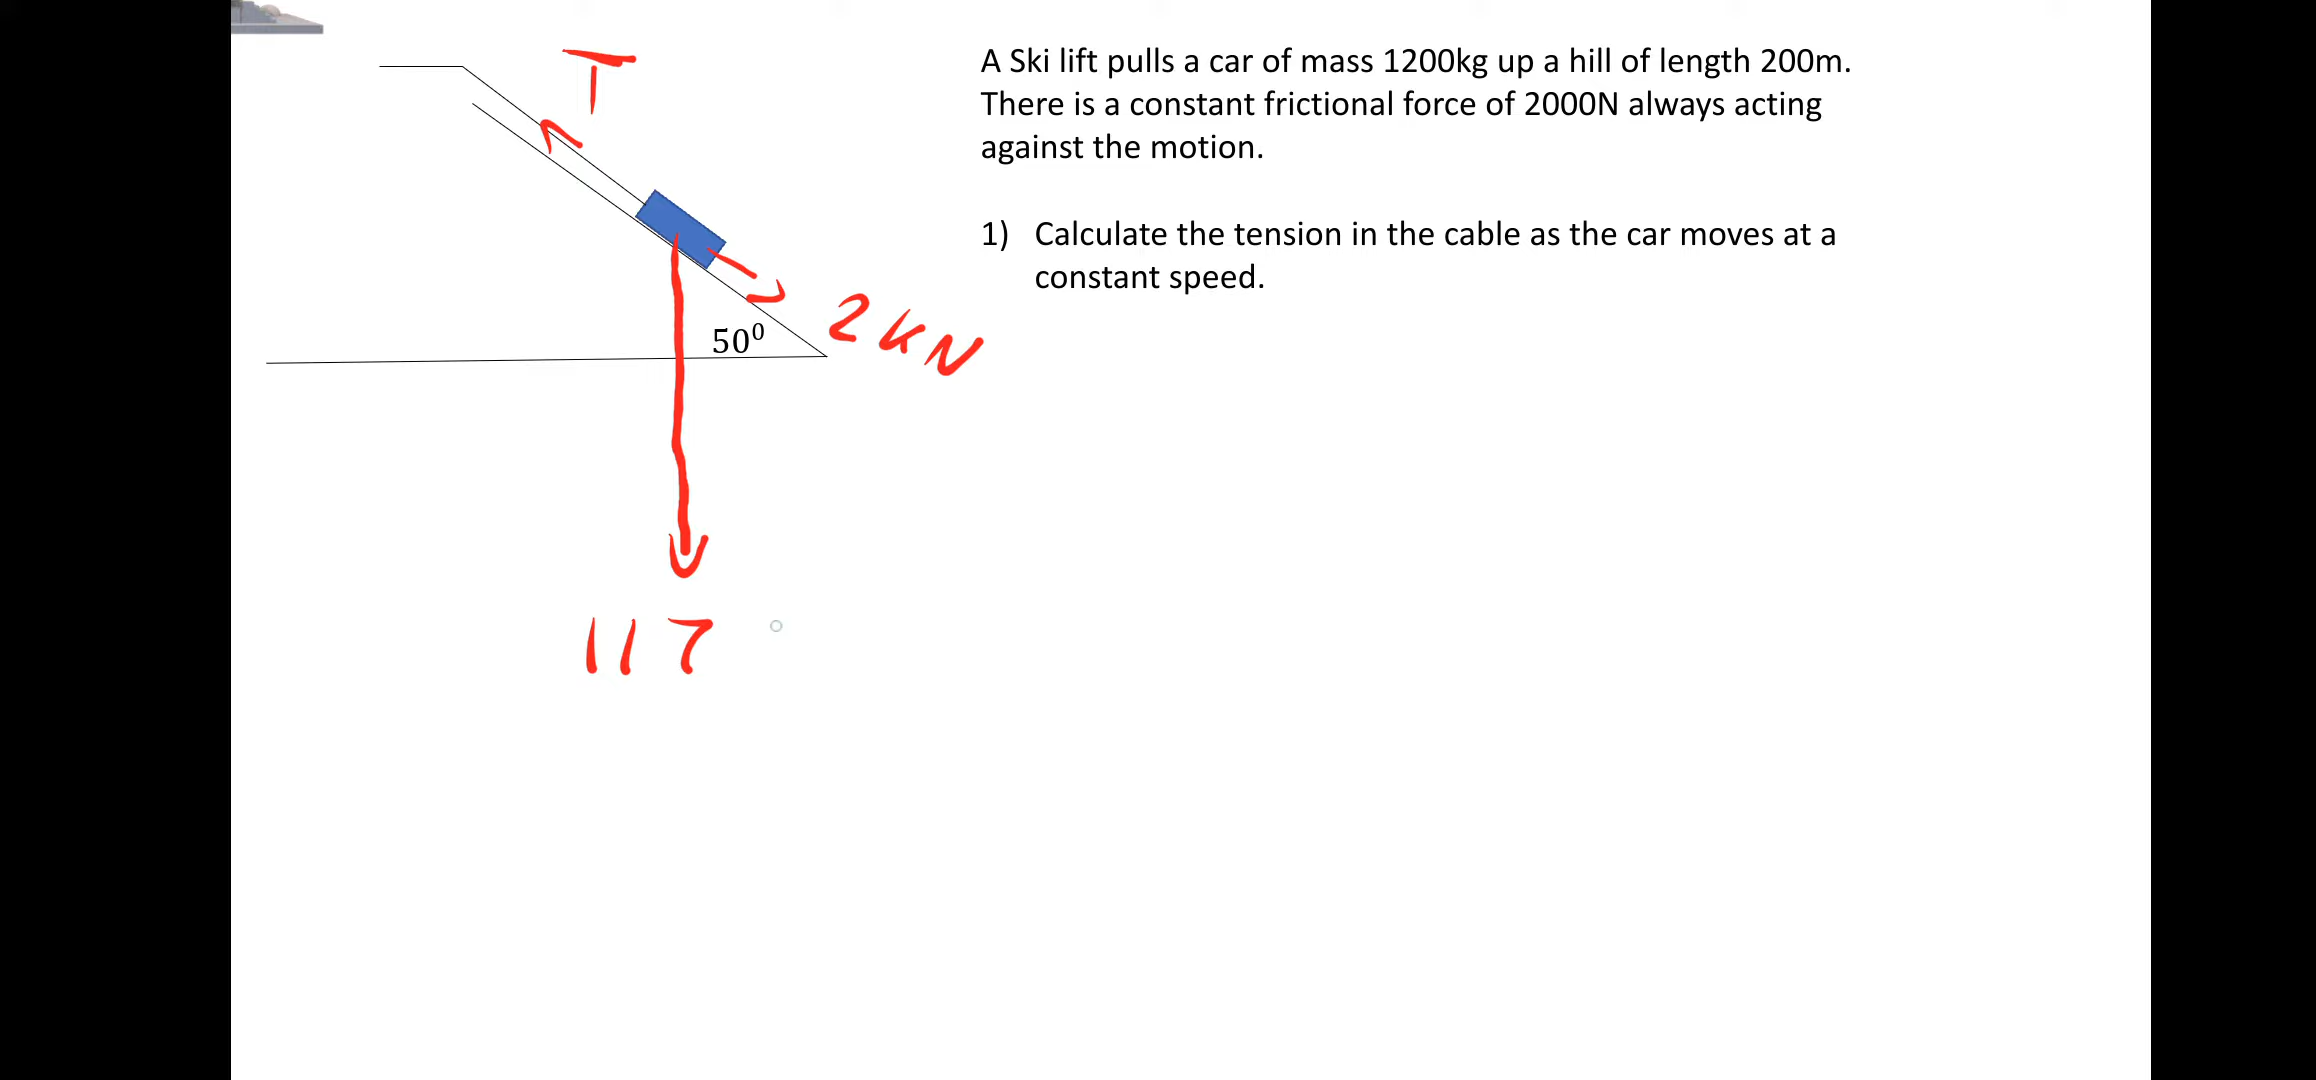 T
A Ski lift pulls a car of mass 1200kg up a hill of length 200m.
There is a constant frictional force of 2000N always acting
against the motion.
1) Calculate the tension in the cable as the car moves at a
constant speed.
2kN
50⁰
117